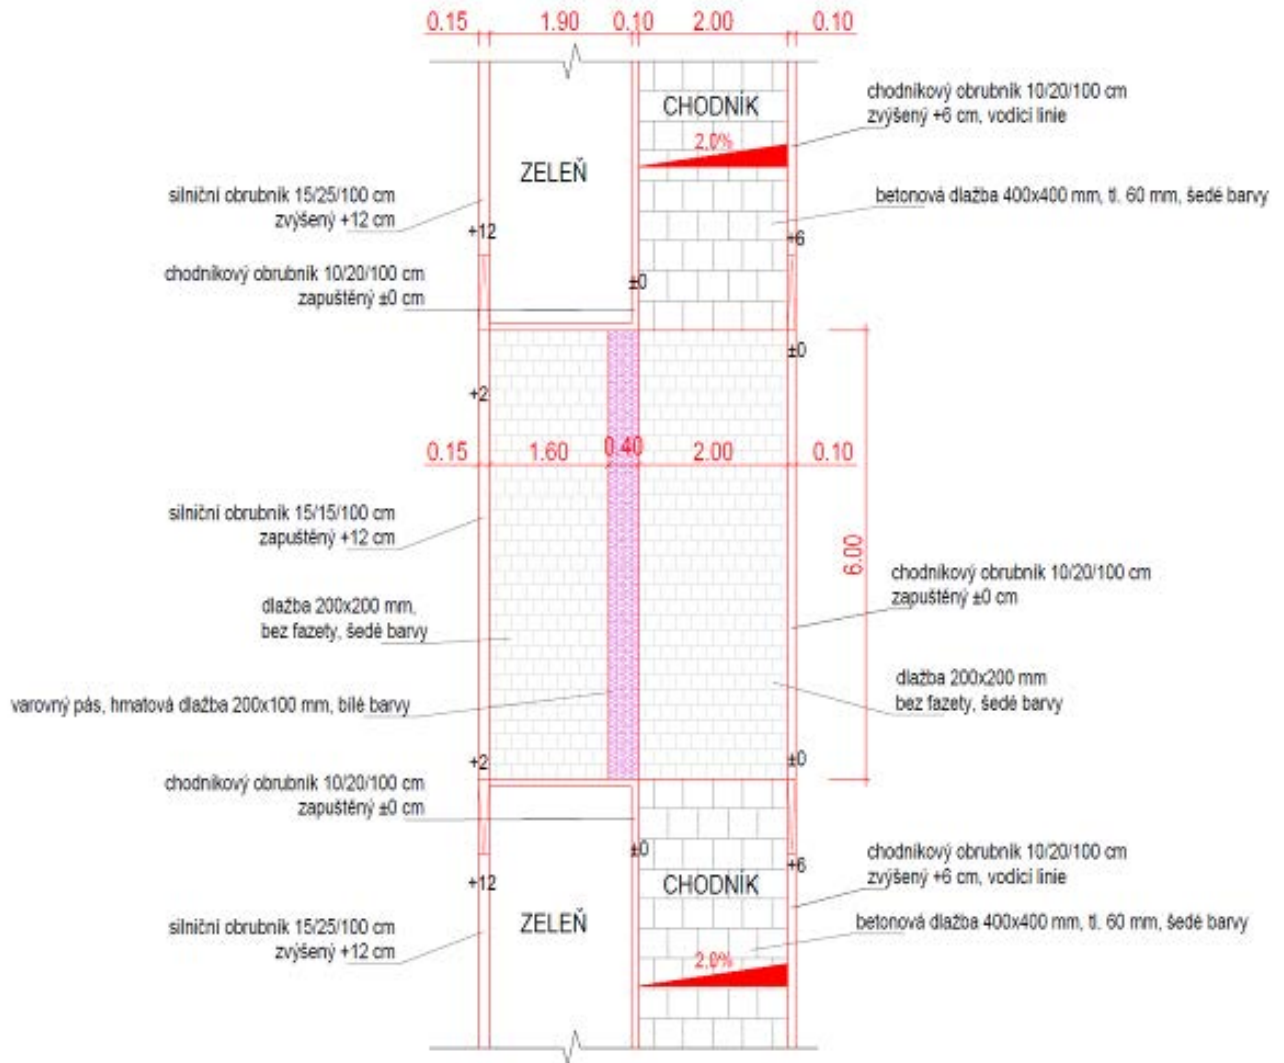 0.15 1.90 0.10 2.00 0.10
chodníkový obrubník 10/20/100 cm
zvýšený +6 cm, vodící linie
CHODNÍK
2,0%
ZELEŇ
silniční obrubník 15/25/100 cm
zvýšený +12 cm
betonová dlažba 400x400 mm, tl. 60 mm, šedé barvy
+12
+6
chodníkový obrubník 10/20/100 cm
zapuštěný ±0 cm
±0
±0
+2
0.15 1.60 0.40 2.00 0.10
silniční obrubník 15/15/100 cm
zapuštěný +12 cm
6.00
chodníkový obrubník 10/20/100 cm
zapuštěný ±0 cm
dlažba 200x200 mm,
bez fazety, šedé barvy
dlažba 200x200 mm
bez fazety, šedé barvy
varovný pás, hmatová dlažba 200x100 mm, bílé barvy
+2
±0
chodníkový obrubník 10/20/100 cm
zapuštěný ±0 cm
±0
+6
chodníkový obrubník 10/20/100 cm
zvýšený +6 cm, vodící linie
+12
CHODNÍK
ZELEŇ
silniční obrubník 15/25/100 cm
zvýšený +12 cm
betonová dlažba 400x400 mm, tl. 60 mm, šedé barvy
2,0%